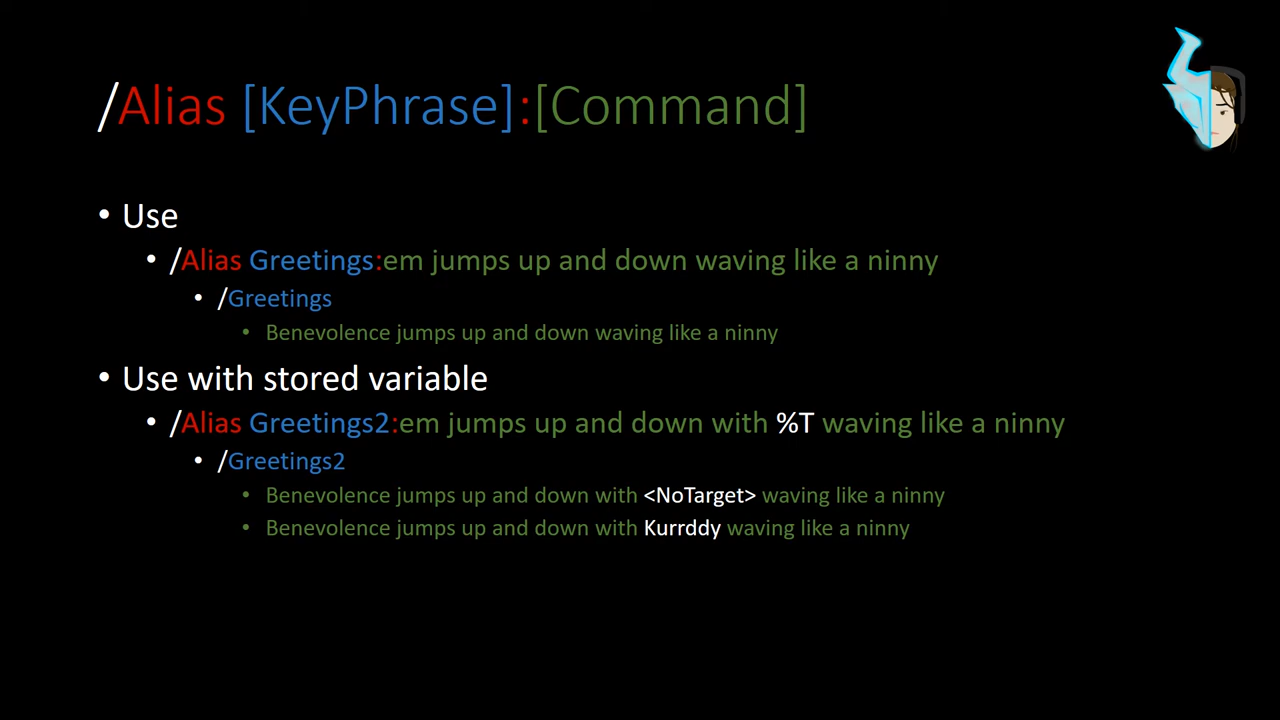 /Alias [KeyPhrase]:[Command]
• Use
• /Alias Greetings:em jumps up and down waving like a ninny
• /Greetings
• Benevolence jumps up and down waving like a ninny
• Use with stored variable
• /Alias Greetings2:em jumps up and down with %T waving like a ninny
• /Greetings2
• Benevolence jumps up and down with <NoTarget> waving like a ninny
• Benevolence jumps up and down with Kurrddy waving like a ninny